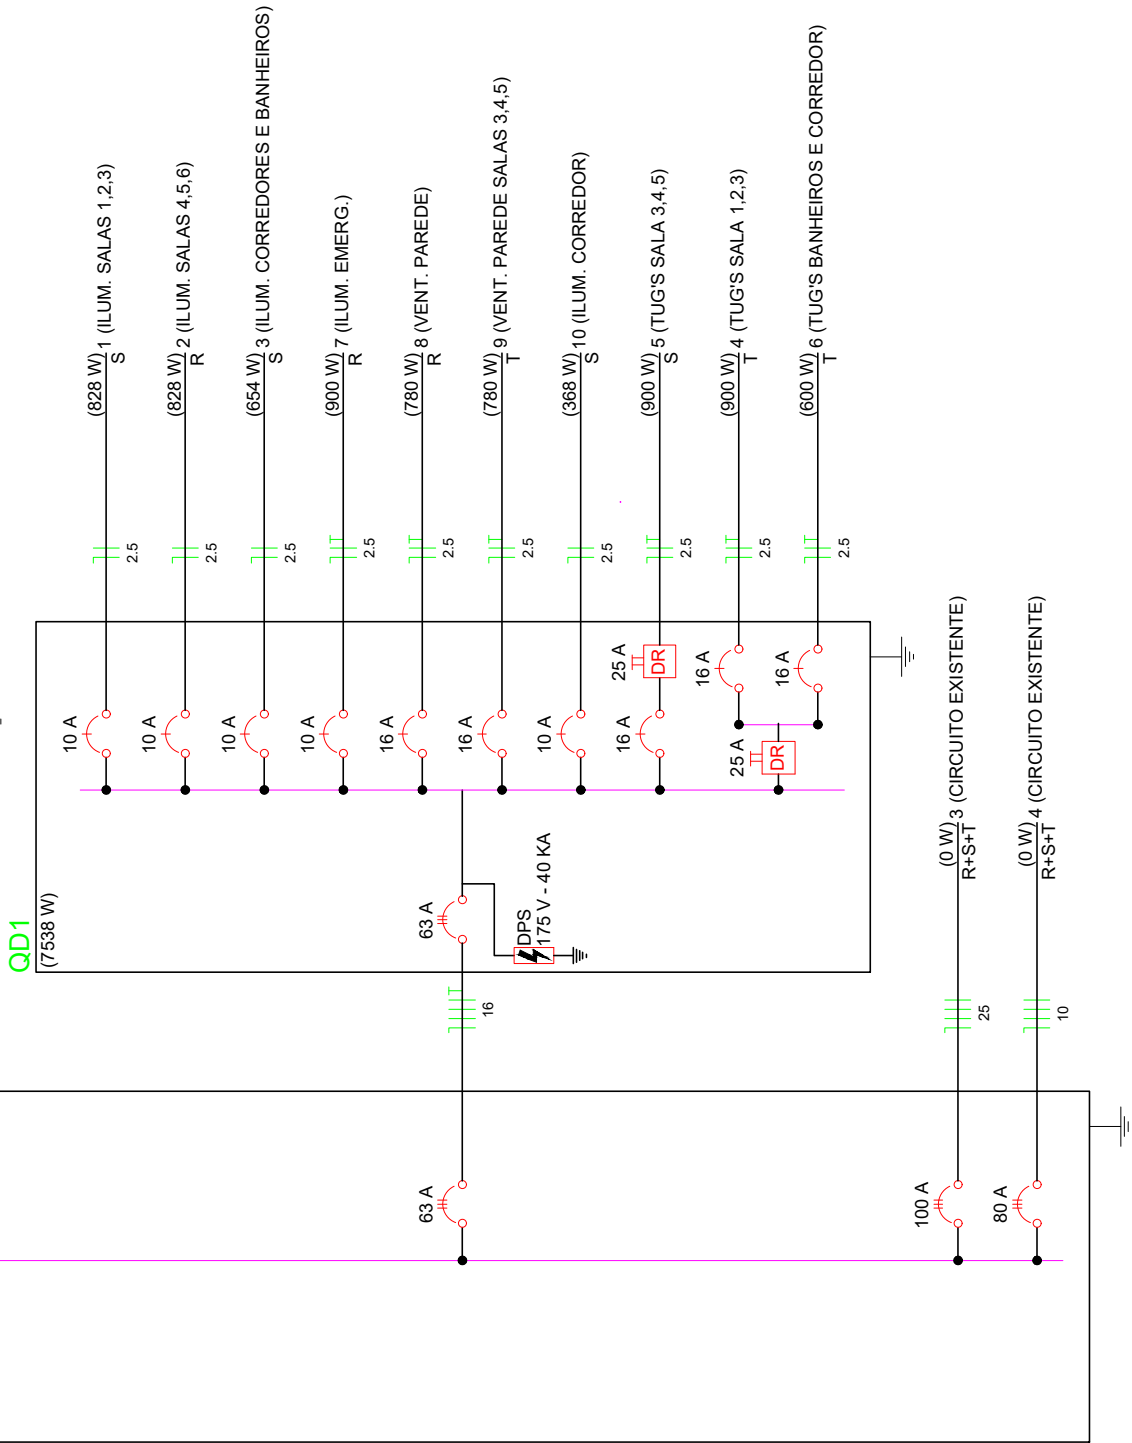 QD1
(7538 W)
10 A
2.5
(828 W) 1 (ILUM. SALAS 1,2,3)
S
10 A
2.5
(828 W) 2 (ILUM. SALAS 4,5,6)
R
10 A
2.5
(654 W) 3 (ILUM. CORREDORES E BANHEIROS)
S
10 A
2.5
(900 W) 7 (ILUM. EMERG.)
R
16 A
2.5
(780 W) 8 (VENT. PAREDE)
R
16 A
2.5
(780 W) 9 (VENT. PAREDE SALAS 3,4,5)
T
10 A
2.5
(368 W) 10 (ILUM. CORREDOR)
S
16 A
25 A
DR
2.5
(900 W) 5 (TUG'S SALA 3,4,5)
S
25 A
DR
16 A
2.5
(900 W) 4 (TUG'S SALA 1,2,3)
T
16 A
2.5
(600 W) 6 (TUG'S BANHEIROS E CORREDOR)
T
63 A
16
63 A
DPS
175 V - 40 KA
100 A
25
(0 W) 3 (CIRCUITO EXISTENTE)
R+S+T
80 A
10
(0 W) 4 (CIRCUITO EXISTENTE)
R+S+T